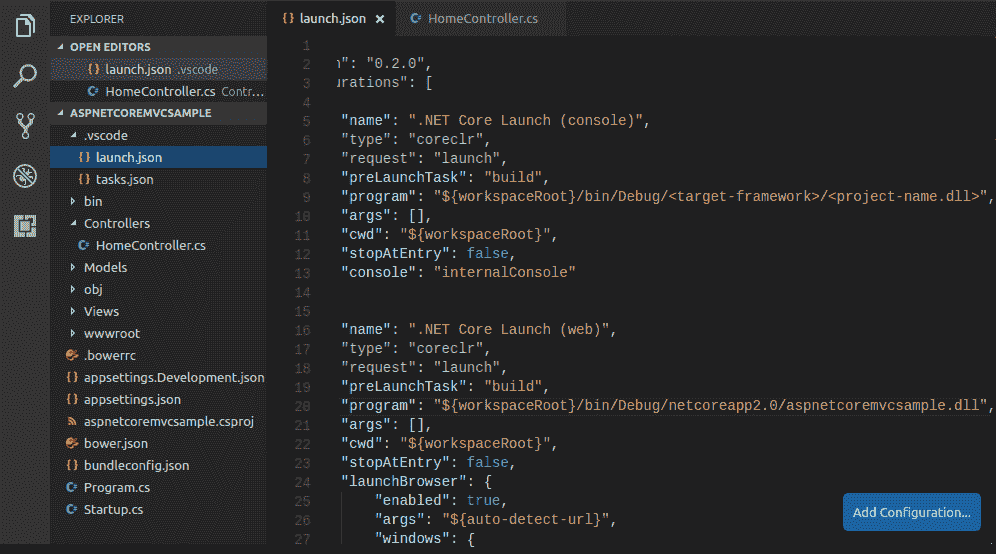 EXPLORER
OPEN EDITORS
launch.json .vscode
HomeController.cs Contr...
ASPNETCOREMVCSAMPLE
.vscode
launch.json
tasks.json
bin
Controllers
HomeController.cs
Models
obj
Views
wwwroot
.bowerrc
appsettings.Development.json
appsettings.json
aspnetcoremvcsample.csproj
bower.json
bundleconfig.json
Program.cs
Startup.cs
launch.json HomeController.cs
1
2 ": "0.2.0",
3 urations": [
4
5 "name": ".NET Core Launch (console)",
6 "type": "coreclr",
7 "request": "launch",
8 "preLaunchTask": "build",
9 "program": "${workspaceRoot}/bin/Debug/<target-framework>/<project-name.dll>",
10 "args": [],
11 "cwd": "${workspaceRoot}",
12 "stopAtEntry": false,
13 "console": "internalConsole"
14
15
16 "name": ".NET Core Launch (web)",
17 "type": "coreclr",
18 "request": "launch",
19 "preLaunchTask": "build",
20 "program": "${workspaceRoot}/bin/Debug/netcoreapp2.0/aspnetcoremvcsample.dll",
21 "args": [],
22 "cwd": "${workspaceRoot}",
23 "stopAtEntry": false,
24 "launchBrowser": {
25 "enabled": true,
26 "args": "${auto-detect-url}",
27 "windows": {
Add Configuration...